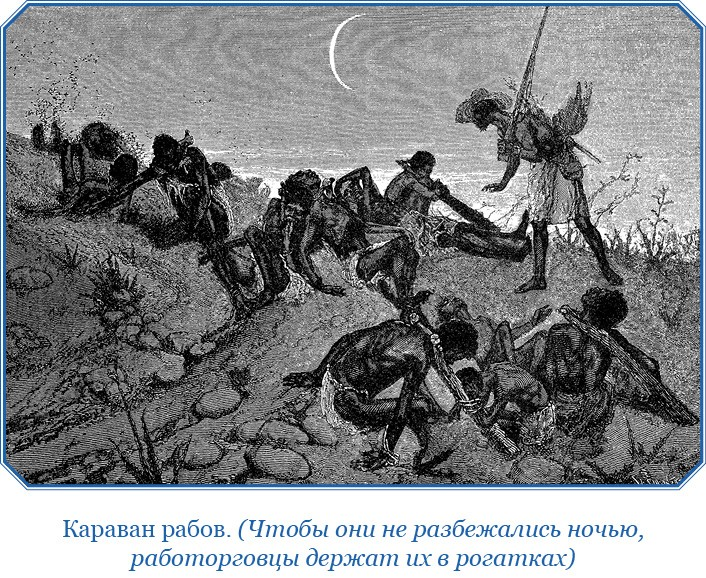 Караван рабов. (Чтобы они не разбежались ночью,
работорговцы держат их в рогатках)